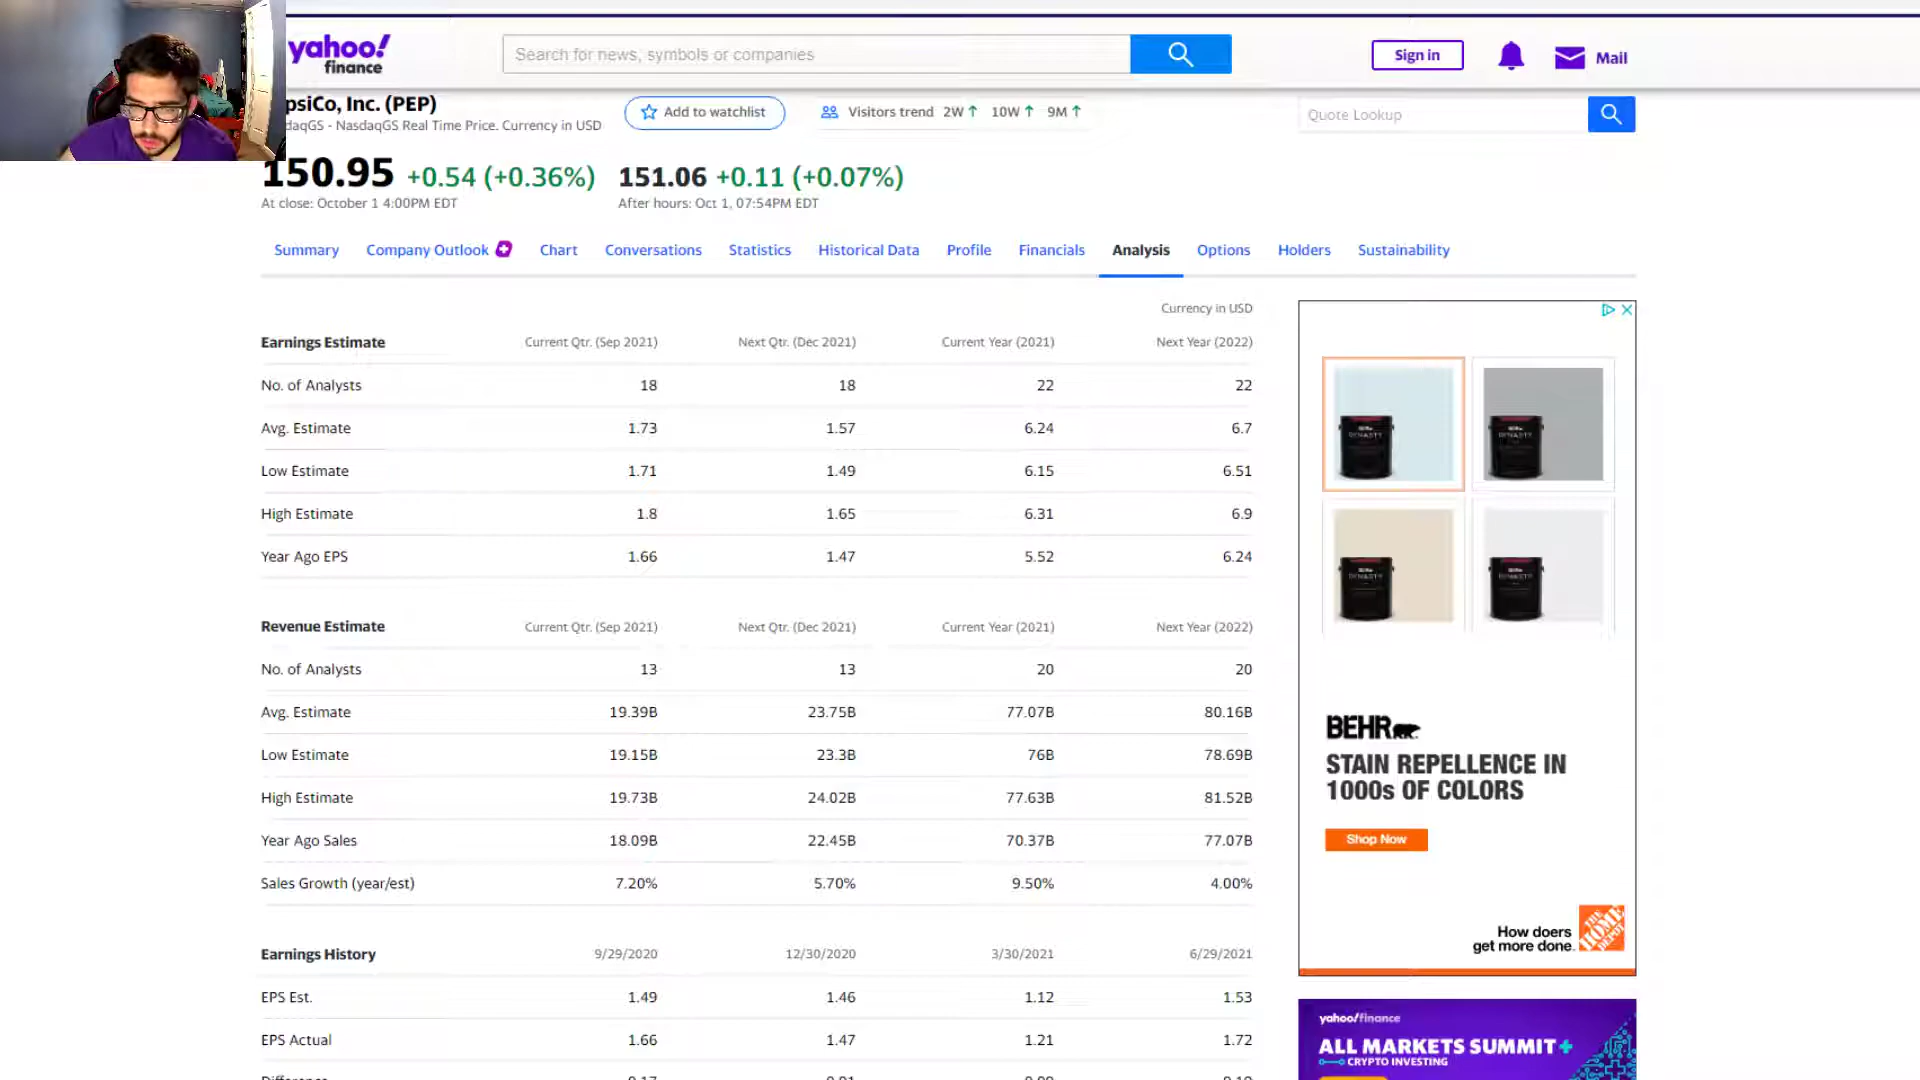 yahoo!
finance
Search for news, symbols or companies
Sign in
Mail
psiCo, Inc. (PEP)
daqGS - NasdaqGS Real Time Price. Currency in USD
Add to watchlist
Visitors trend 2W 10W 9M
Quote Lookup
150.95 +0.54 (+0.36%) 151.06 +0.11 (+0.07%)
At close: October 1 4:00PM EDT After hours: Oct 1, 07:54PM EDT
Summary Company Outlook Chart Conversations Statistics Historical Data Profile Financials Analysis Options Holders Sustainability
Currency in USD
Earnings Estimate Current Qtr. (Sep 2021) Next Qtr. (Dec 2021) Current Year (2021) Next Year (2022)
No. of Analysts 18 18 22 22
Avg. Estimate 1.73 1.57 6.24 6.7
Low Estimate 1.71 1.49 6.15 6.51
High Estimate 1.8 1.65 6.31 6.9
Year Ago EPS 1.66 1.47 5.52 6.24
Revenue Estimate Current Qtr. (Sep 2021) Next Qtr. (Dec 2021) Current Year (2021) Next Year (2022)
No. of Analysts 13 13 20 20
Avg. Estimate 19.39B 23.75B 77.07B 80.16B
Low Estimate 19.15B 23.3B 76B 78.69B
High Estimate 19.73B 24.02B 77.63B 81.52B
Year Ago Sales 18.09B 22.45B 70.37B 77.07B
Sales Growth (year/est) 7.20% 5.70% 9.50% 4.00%
Earnings History 9/29/2020 12/30/2020 3/30/2021 6/29/2021
EPS Est. 1.49 1.46 1.12 1.53
EPS Actual 1.66 1.47 1.21 1.72
BEHR
STAIN REPELLENCE IN
1000s OF COLORS
Shop Now
How doers
get more done.
THE HOME DEPOT
yahoo/finance
ALL MARKETS SUMMIT+
CRYPTO INVESTING